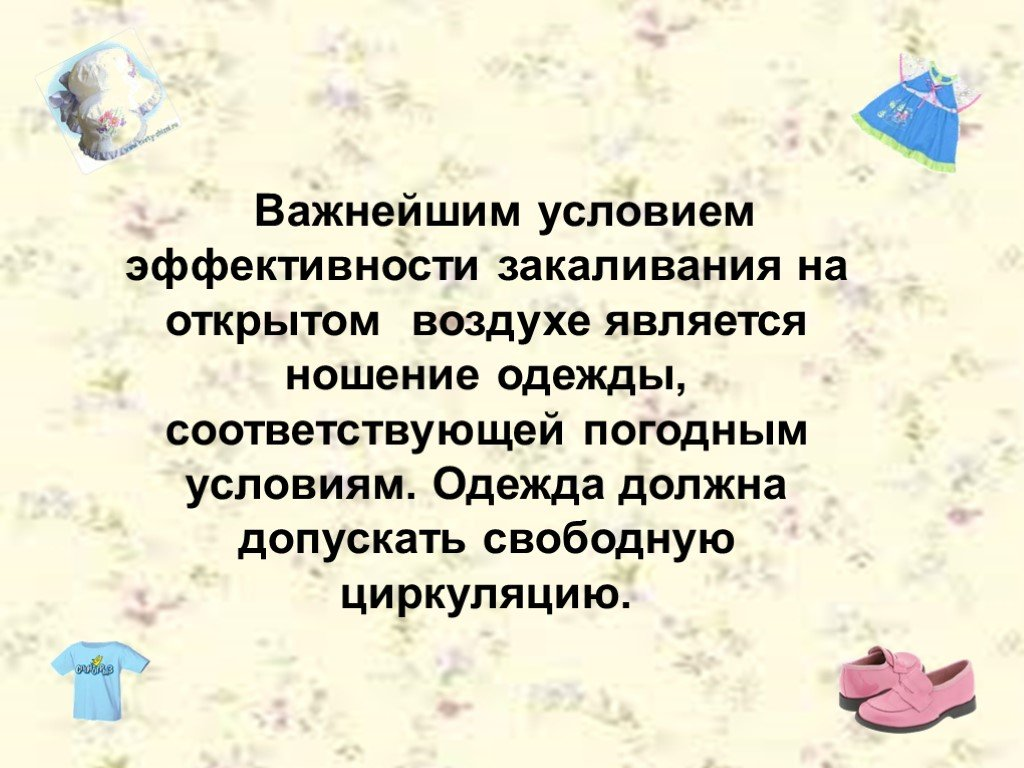 Важнейшим условием
эффективности закаливания на
открытом воздухе является
ношение одежды,
соответствующей погодным
условиям. Одежда должна
допускать свободную
циркуляцию.